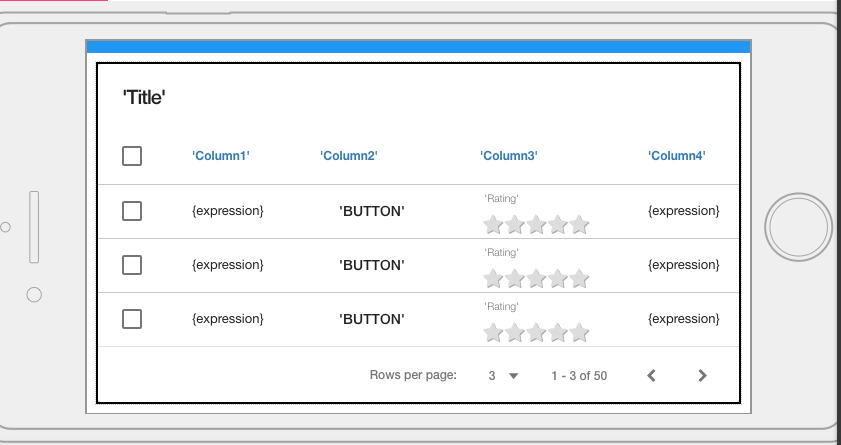 'Title'
'Column1' 'Column2' 'Column3' 'Column4'
'Rating'
{expression} 'BUTTON' {expression}
'Rating'
{expression} 'BUTTON' {expression}
'Rating'
{expression} 'BUTTON' {expression}
Rows per page: 3 1 - 3 of 50